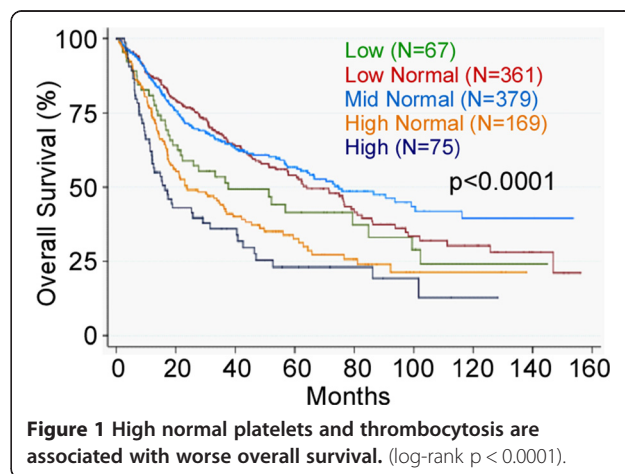 Overall Survival (%)
100
75
50
25
0
Low (N=67)
Low Normal (N=361)
Mid Normal (N=379)
High Normal (N=169)
High (N=75)
p<0.0001
0 20 40 60 80 100 120 140 160
Months
Figure 1 High normal platelets and thrombocytosis are
associated with worse overall survival. (log-rank p < 0.0001).